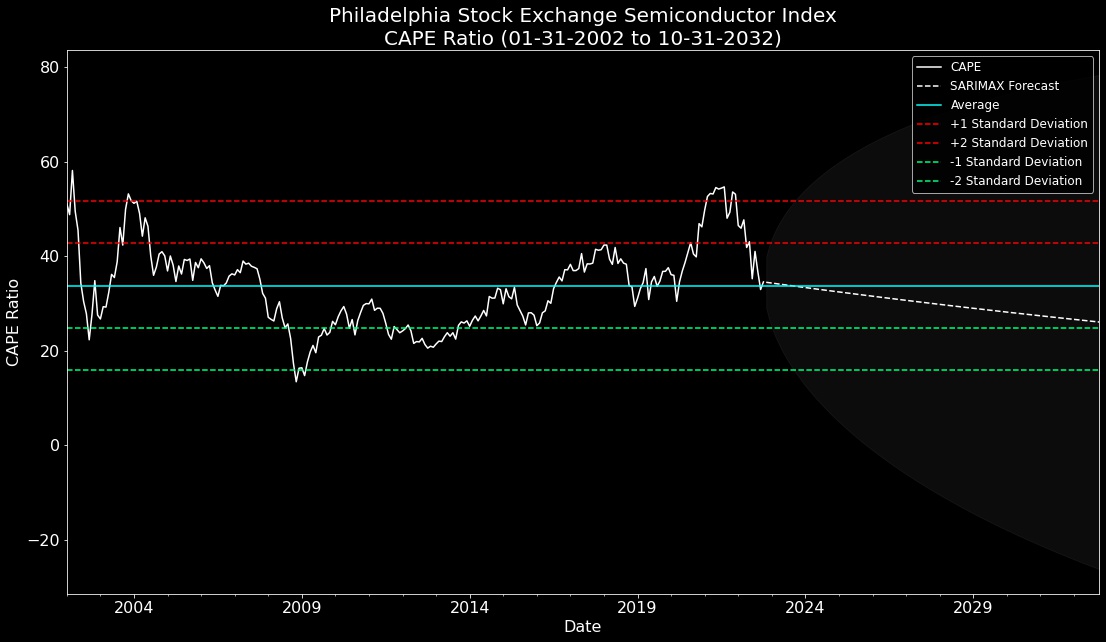 Philadelphia Stock Exchange Semiconductor Index
CAPE Ratio (01-31-2002 to 10-31-2032)
CAPE
SARIMAX Forecast
Average
+1 Standard Deviation
+2 Standard Deviation
-1 Standard Deviation
-2 Standard Deviation
CAPE Ratio
80
60
40
20
0
−20
2004
2009
2014
2019
2024
2029
Date